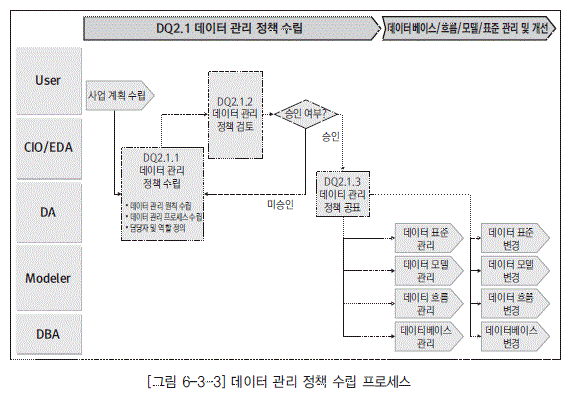 DQ2.1 데이터 관리 정책 수립
데이터베이스/흐름/모델/표준 관리 및 개선
User
CIO/EDA
DA
Modeler
DBA
사업 계획 수립
DQ2.1.1
데이터 관리
정책 수립
• 데이터 관리 원칙 수립
• 데이터 관리 프로세스 수립
• 담당자 및 역할 정의
DQ2.1.2
데이터 관리
정책 검토
승인 여부?
승인
미승인
DQ2.1.3
데이터 관리
정책 공표
데이터 표준
관리
데이터 표준
변경
데이터 모델
관리
데이터 모델
변경
데이터 흐름
관리
데이터 흐름
변경
데이터베이스
관리
데이터베이스
변경
[그림 6-3-3] 데이터 관리 정책 수립 프로세스